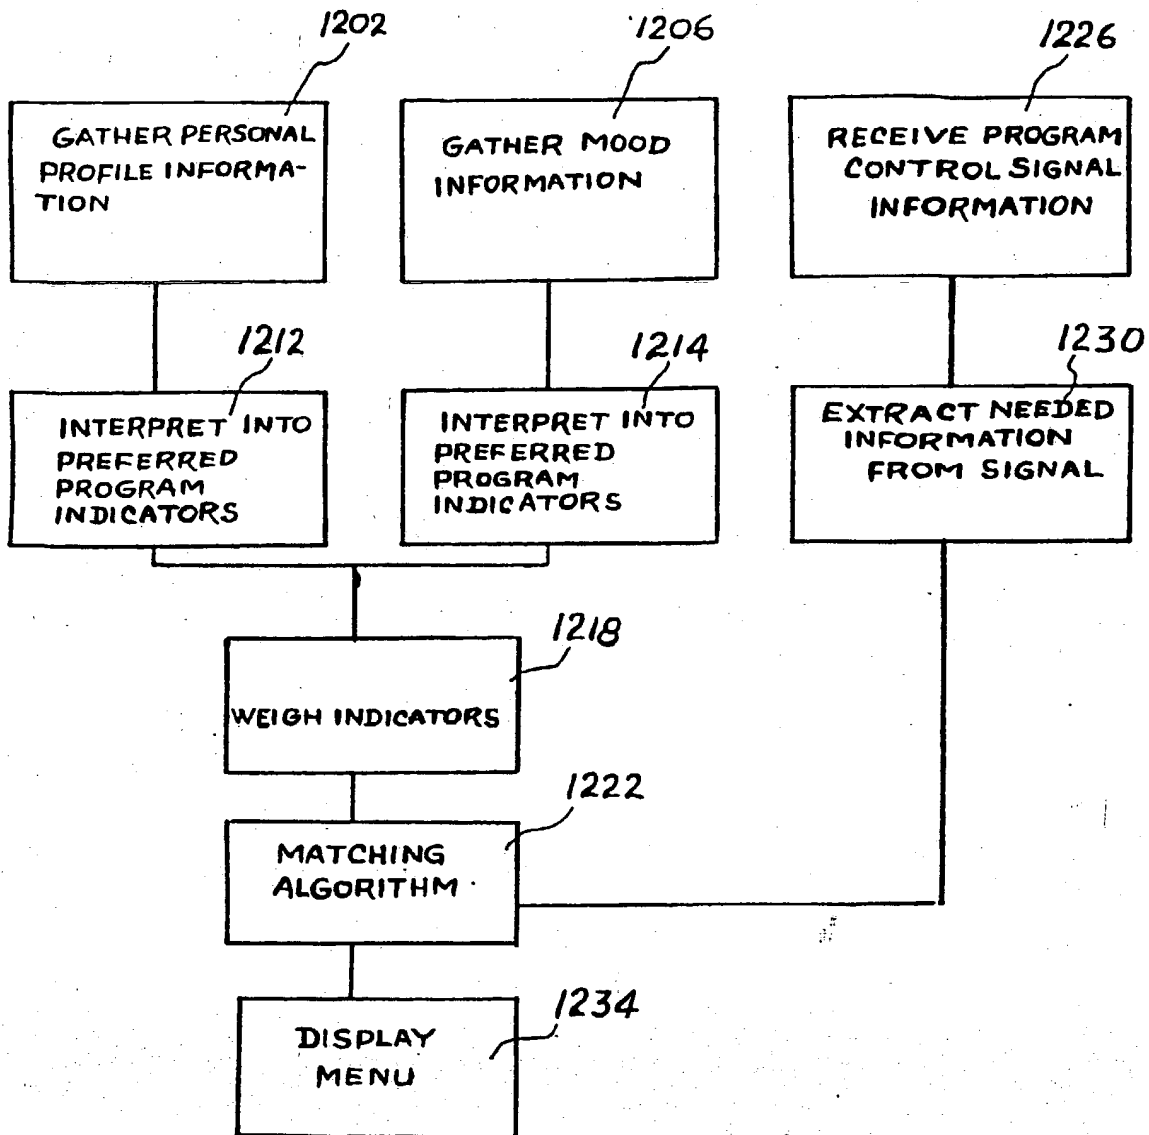 1202
GATHER PERSONAL
PROFILE INFORMA-
TION
1206
GATHER MOOD
INFORMATION
1226
RECEIVE PROGRAM
CONTROL SIGNAL
INFORMATION
1212
INTERPRET INTO
PREFERRED
PROGRAM
INDICATORS
1214
INTERPRET INTO
PREFERRED
PROGRAM
INDICATORS
1230
EXTRACT NEEDED
INFORMATION
FROM SIGNAL
1218
WEIGH INDICATORS
1222
MATCHING
ALGORITHM
1234
DISPLAY
MENU